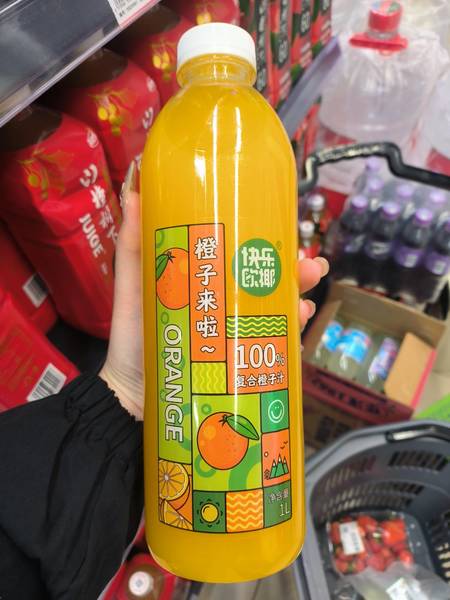 快乐
欧椰
®
橙子来啦~
ORANGE
100%
复合橙子汁
净含量
1L
JUICE